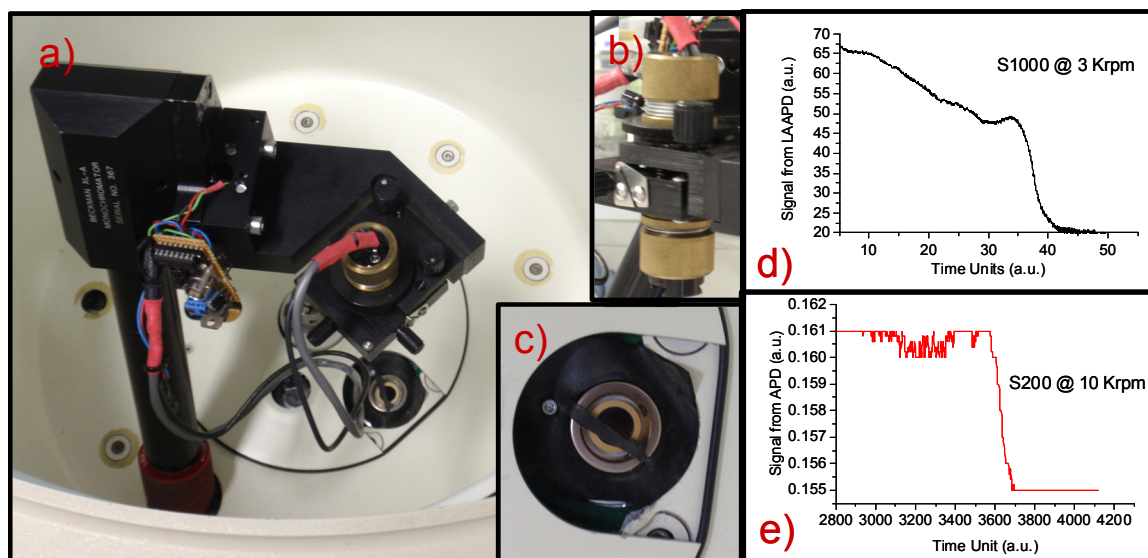 a)
BECKMAN XL-A
MONOCHROMATOR
SERIAL NO. 367
b)
c)
d)
S1000 @ 3 Krpm
Signal from LAAPD (a.u.)
70
65
60
55
50
45
40
35
30
25
20
10
20
30
40
50
Time Units (a.u.)
e)
S200 @ 10 Krpm
Signal from APD (a.u.)
0.162
0.161
0.160
0.159
0.158
0.157
0.156
0.155
2800 3000 3200 3400 3600 3800 4000 4200
Time Unit (a.u.)